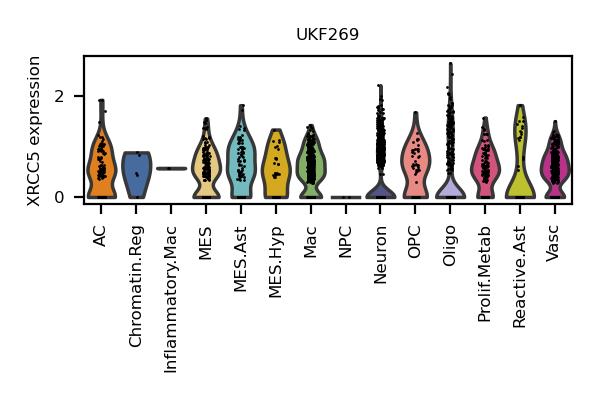 UKF269
XRCC5 expression
2
0
AC
Chromatin.Reg
Inflammatory.Mac
MES
MES.Ast
MES.Hyp
Mac
NPC
Neuron
OPC
Oligo
Prolif.Metab
Reactive.Ast
Vasc